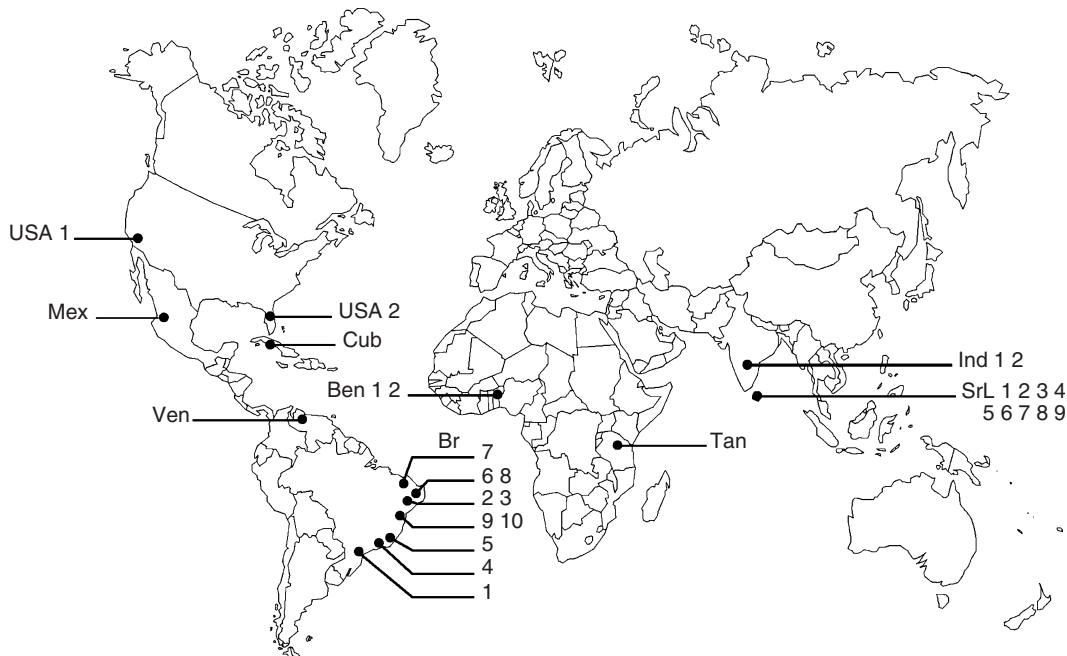 USA 1
Mex
USA 2
Cub
Ind 1 2
Ben 1 2
SrL 1 2 3 4
5 6 7 8 9
Ven
Br
Tan
7
6 8
2 3
9 10
5
4
1